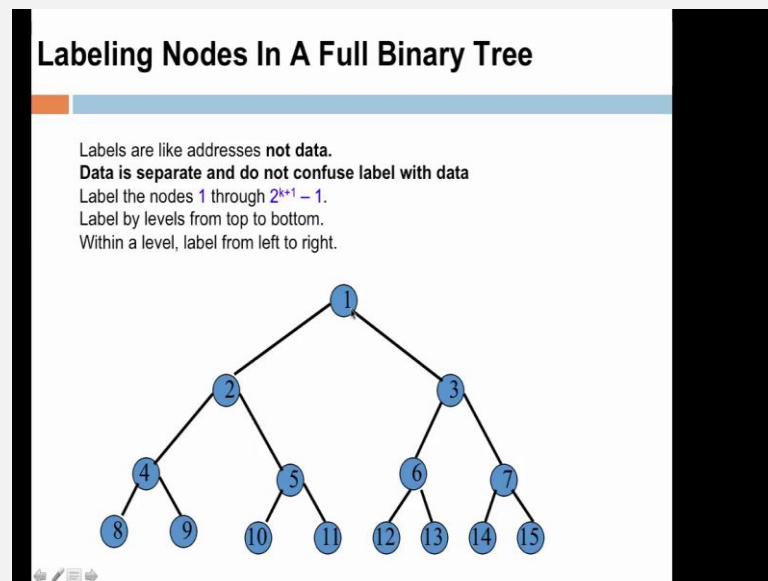 Labeling Nodes In A Full Binary Tree
Labels are like addresses not data.
Data is separate and do not confuse label with data
Label the nodes 1 through 2^{k+1} – 1.
Label by levels from top to bottom.
Within a level, label from left to right.
1
2 3
4 5 6 7
8 9 10 11 12 13 14 15